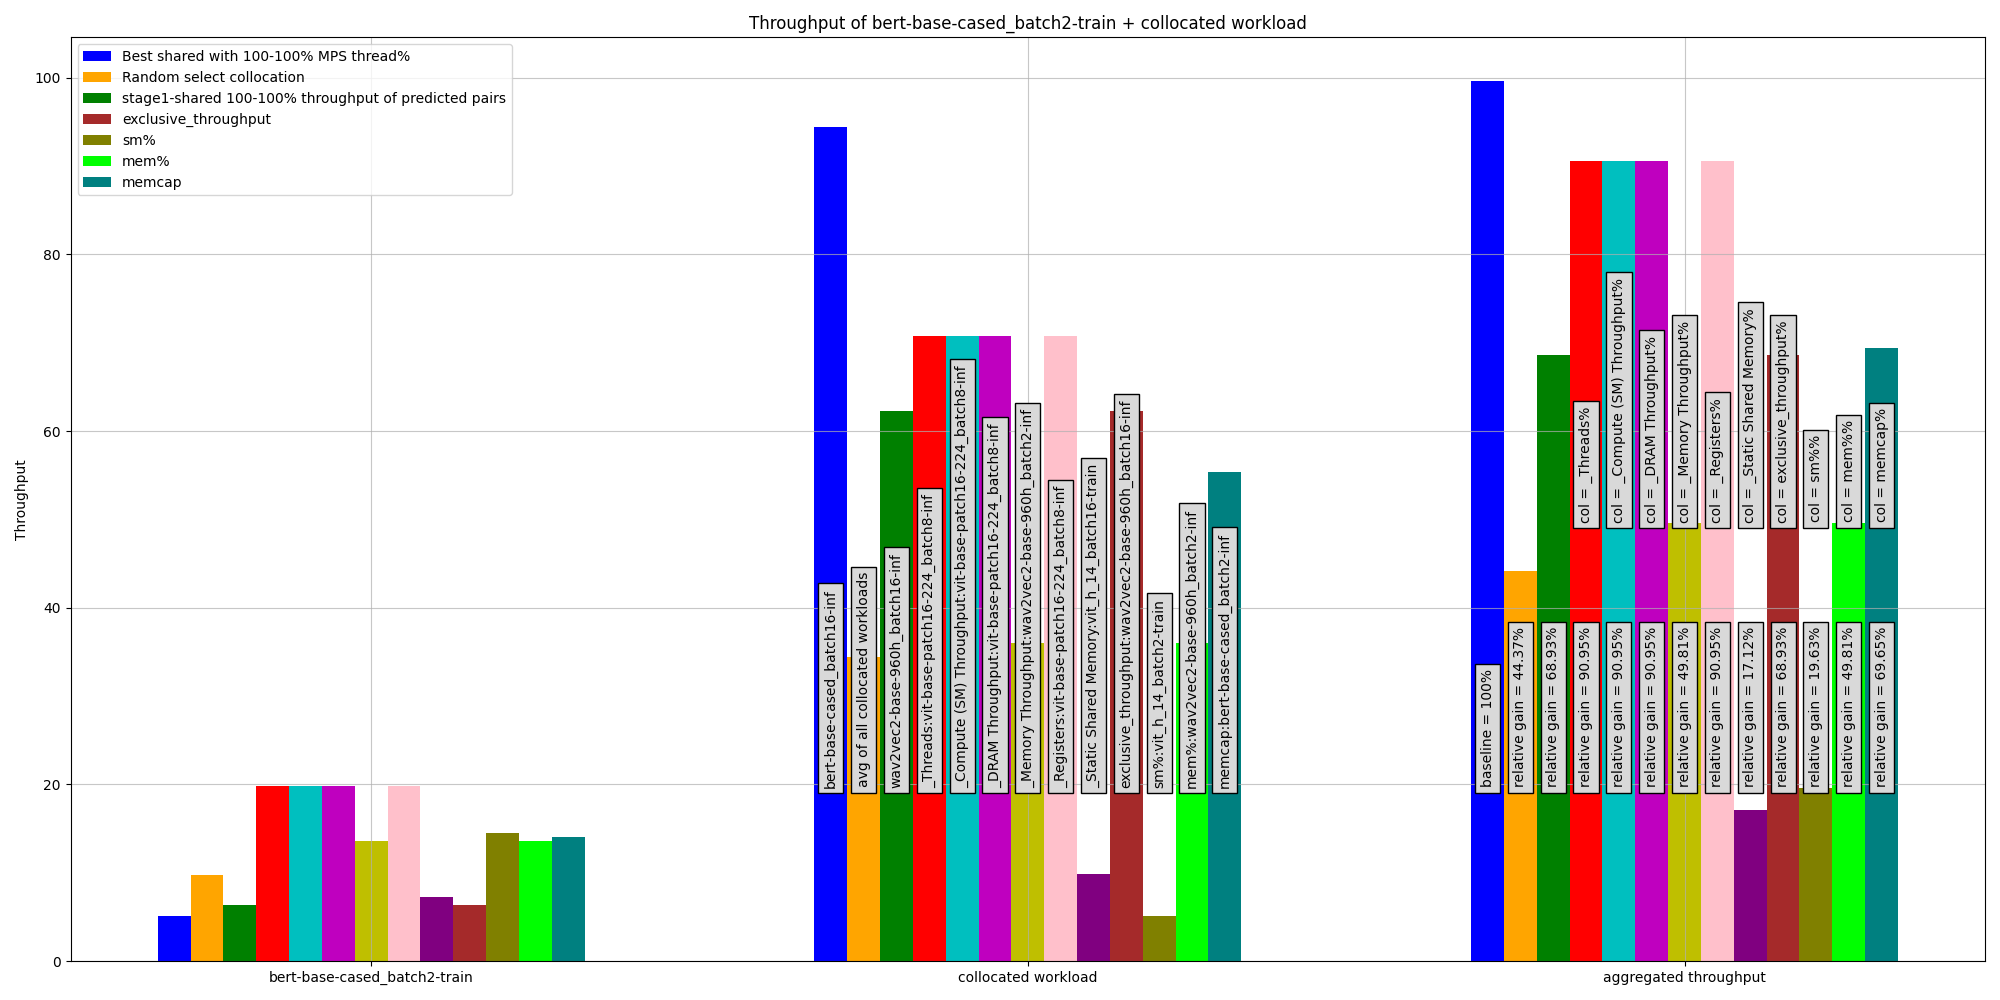 Throughput of bert-base-cased_batch2-train + collocated workload
Best shared with 100-100% MPS thread%
Random select collocation
stage1-shared 100-100% throughput of predicted pairs
exclusive_throughput
sm%
mem%
memcap
Throughput
100
80
60
40
20
0
bert-base-cased_batch16-inf
avg of all collocated workloads
wav2vec2-base-960h_batch16-inf
_Threads:vit-base-patch16-224_batch8-inf
_Compute (SM) Throughput:vit-base-patch16-224_batch8-inf
_DRAM Throughput:vit-base-patch16-224_batch8-inf
_Memory Throughput:wav2vec2-base-960h_batch2-inf
_Registers:vit-base-patch16-224_batch8-inf
_Static Shared Memory:vit_h_14_batch16-train
exclusive_throughput:wav2vec2-base-960h_batch16-inf
sm%:vit_h_14_batch2-train
mem%:wav2vec2-base-960h_batch2-inf
memcap:bert-base-cased_batch2-inf
col = _Threads%
col = _Compute (SM) Throughput%
col = _DRAM Throughput%
col = _Memory Throughput%
col = _Registers%
col = _Static Shared Memory%
col = exclusive_throughput%
col = sm%%
col = mem%%
col = memcap%
baseline = 100%
relative gain = 44.37%
relative gain = 68.93%
relative gain = 90.95%
relative gain = 90.95%
relative gain = 90.95%
relative gain = 49.81%
relative gain = 90.95%
relative gain = 17.12%
relative gain = 68.93%
relative gain = 19.63%
relative gain = 49.81%
relative gain = 69.65%
bert-base-cased_batch2-train
collocated workload
aggregated throughput